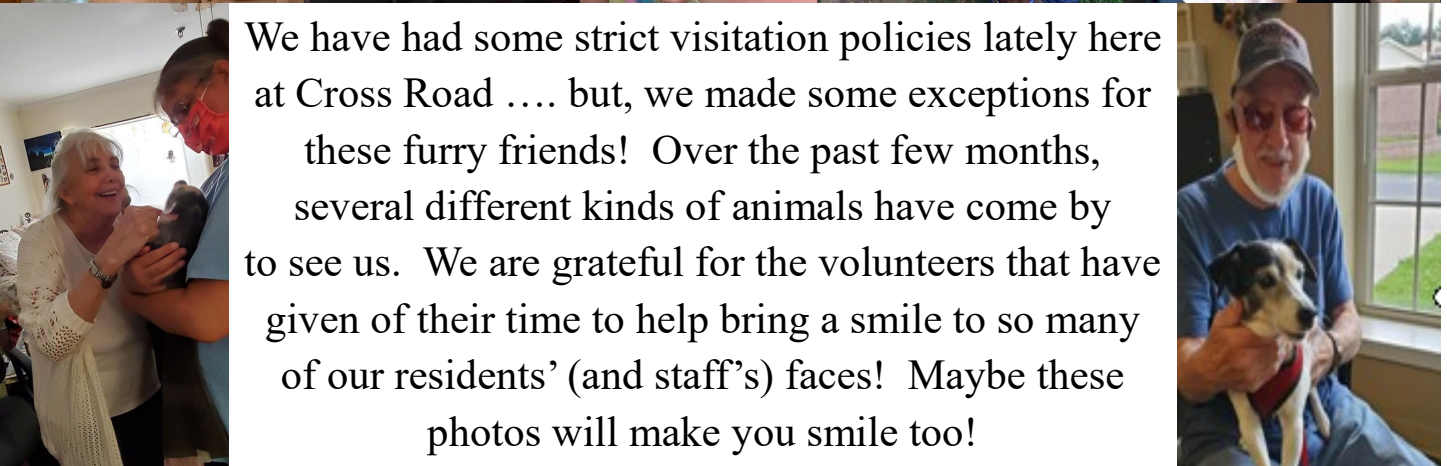 We have had some strict visitation policies lately here
at Cross Road …. but, we made some exceptions for
these furry friends!  Over the past few months,
several different kinds of animals have come by
to see us.  We are grateful for the volunteers that have
given of their time to help bring a smile to so many
of our residents’ (and staff’s) faces!  Maybe these
photos will make you smile too!